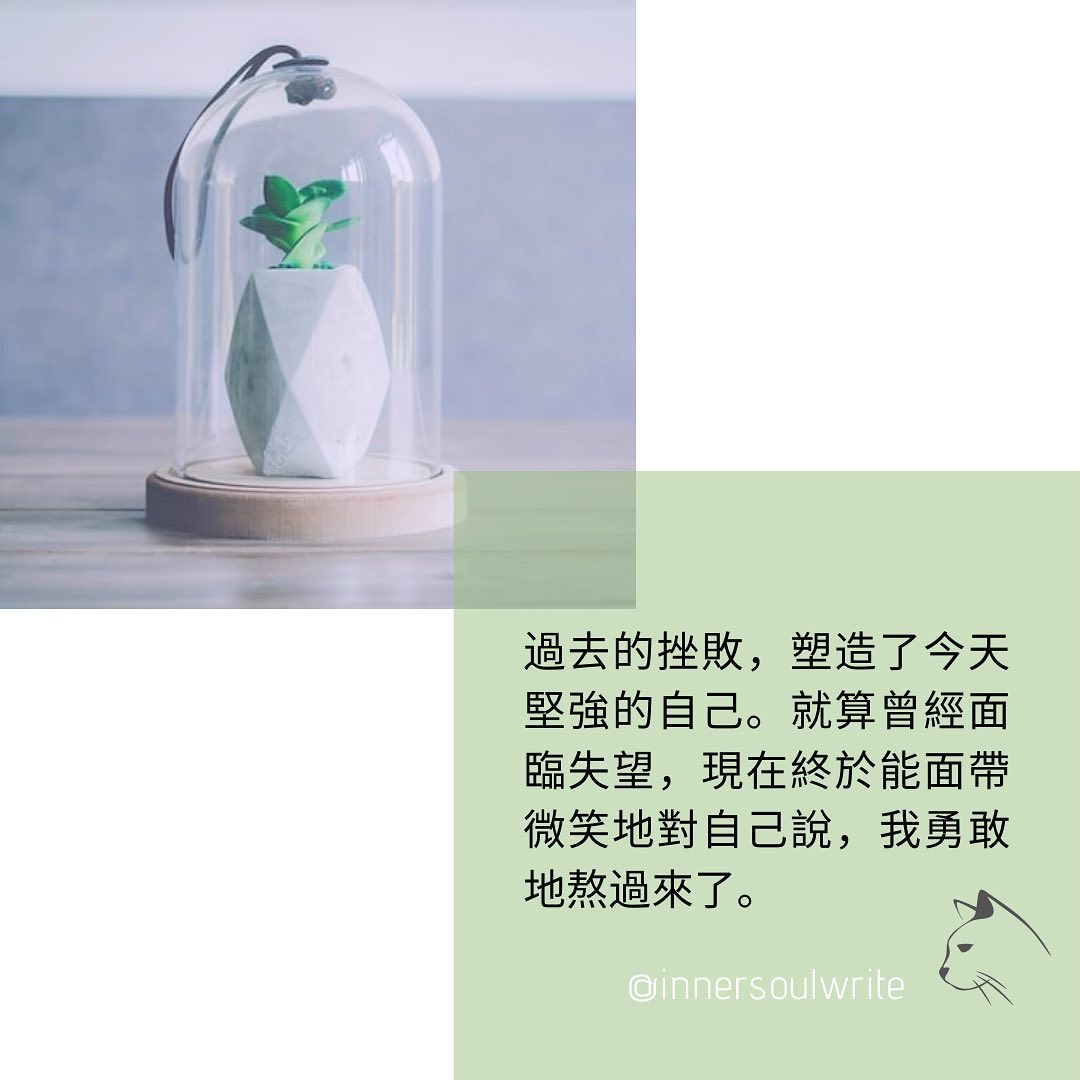 過去的挫敗，塑造了今天
堅強的自己。就算曾經面
臨失望，現在終於能面帶
微笑地對自己說，我勇敢
地熬過來了。
@innersoulwrite